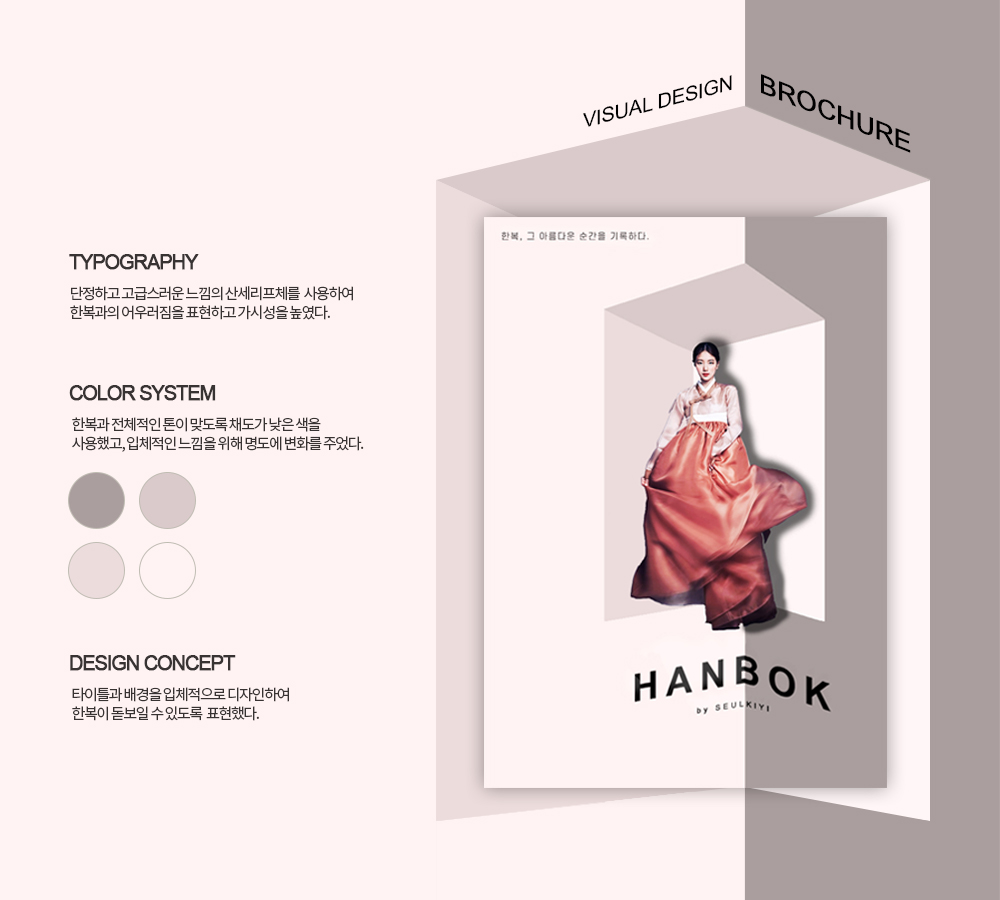 VISUAL DESIGN
BROCHURE
한복, 그 아름다운 순간을 기록하다.
TYPOGRAPHY
단정하고 고급스러운 느낌의 산세리프체를 사용하여
한복과의 어우러짐을 표현하고 가시성을 높였다.
COLOR SYSTEM
한복과 전체적인 톤이 맞도록 채도가 낮은 색을
사용했고, 입체적인 느낌을 위해 명도에 변화를 주었다.
DESIGN CONCEPT
타이틀과 배경을 입체적으로 디자인하여
한복이 돋보일 수 있도록 표현했다.
HANBOK
by SEULKIYI